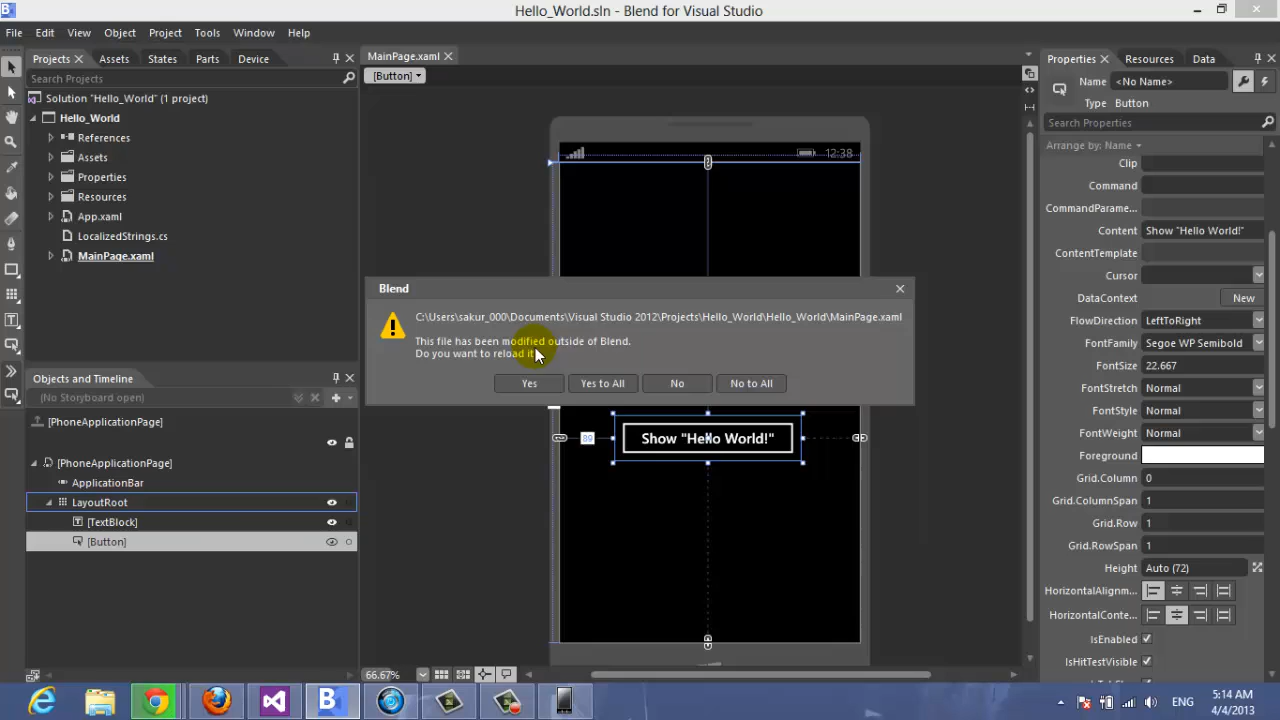 Hello_World.sln - Blend for Visual Studio
File Edit View Object Project Tools Window Help
Projects Assets States Parts Device
Search Projects
Solution "Hello_World" (1 project)
Hello_World
References
Assets
Properties
Resources
App.xaml
LocalizedStrings.cs
MainPage.xaml
Objects and Timeline
(No Storyboard open)
[PhoneApplicationPage]
[PhoneApplicationPage]
ApplicationBar
LayoutRoot
[TextBlock]
[Button]
MainPage.xaml
[Button]
12:38
Blend
C:\Users\sakur_000\Documents\Visual Studio 2012\Projects\Hello_World\Hello_World\MainPage.xaml
This file has been modified outside of Blend.
Do you want to reload it
Yes Yes to All No No to All
89
Show "Hello World!"
66.67%
Properties Resources Data
Name <No Name>
Type Button
Search Properties
Arrange by: Name
Clip
Command
CommandParame...
Content Show "Hello World!"
ContentTemplate
Cursor
DataContext New
FlowDirection LeftToRight
FontFamily Segoe WP Semibold
FontSize 22.667
FontStretch Normal
FontStyle Normal
FontWeight Normal
Foreground
Grid.Column 0
Grid.ColumnSpan 1
Grid.Row 1
Grid.RowSpan 1
Height Auto (72)
HorizontalAlignm...
HorizontalConte...
IsEnabled
IsHitTestVisible
ENG
5:14 AM
4/4/2013